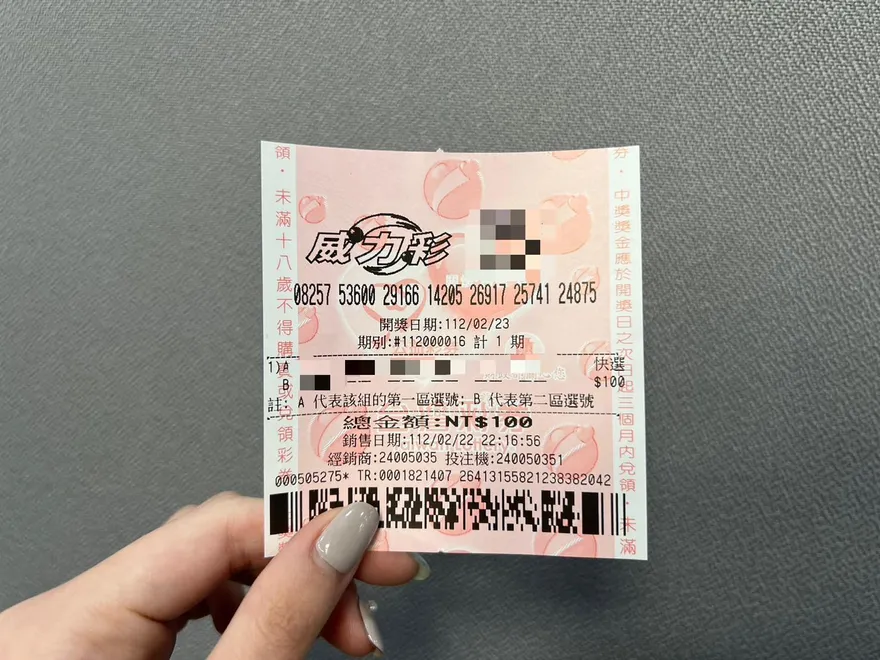 威力彩
08257 53600 29166 14205 26917 25741 24875
開獎日期:112/02/23
期別:#112000016 計 1 期
1)A 快選
B $100
註: A 代表該組的第一區選號; B 代表第二區選號
總金額:NT$100
銷售日期:112/02/22 22:16:56
經銷商:24005035 投注機:240050351
000505275* TR:0001821407 264131558212383820​42
領・未滿十八歲不得購買或兌領彩券
分・中獎獎金應於開獎日之次日起三個月內兌領・未滿